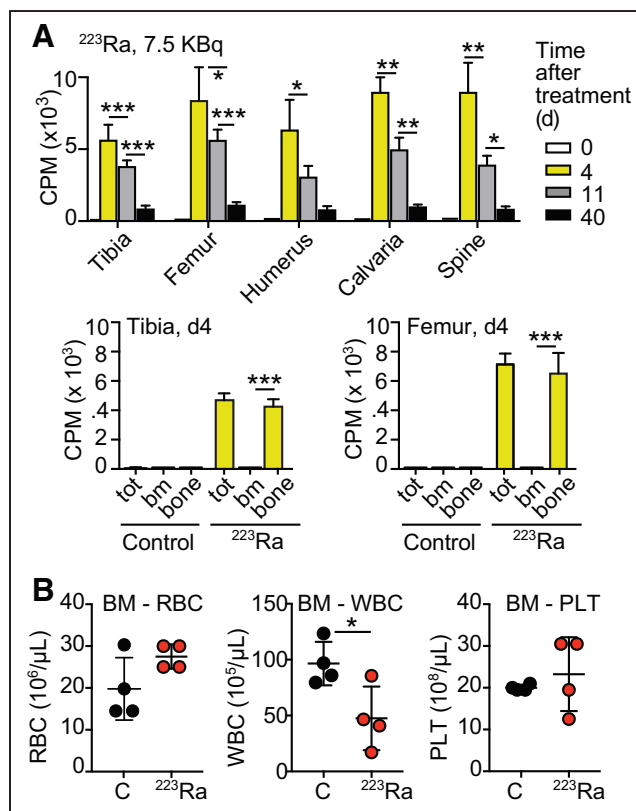 A
²²³Ra, 7.5 KBq
Time
after
treatment
(d)
0
4
11
40
CPM (x10³)
10
5
0
*** *** * *** * ** ** ** *
Tibia Femur Humerus Calvaria Spine
Tibia, d4
CPM (x 10³)
10
8
6
.4
2
0
***
tot bm bone tot bm bone
Control ²²³Ra
Femur, d4
CPM (x 10³)
10
8
6
.4
2
0
***
tot bm bone tot bm bone
Control ²²³Ra
B
BM - RBC
RBC (10⁶/µL)
40
30
20
10
0
C ²²³Ra
BM - WBC
WBC (10⁵/µL)
150
100
50
0
*
C ²²³Ra
BM - PLT
PLT (10⁸/µL)
40
30
20
10
0
C ²²³Ra